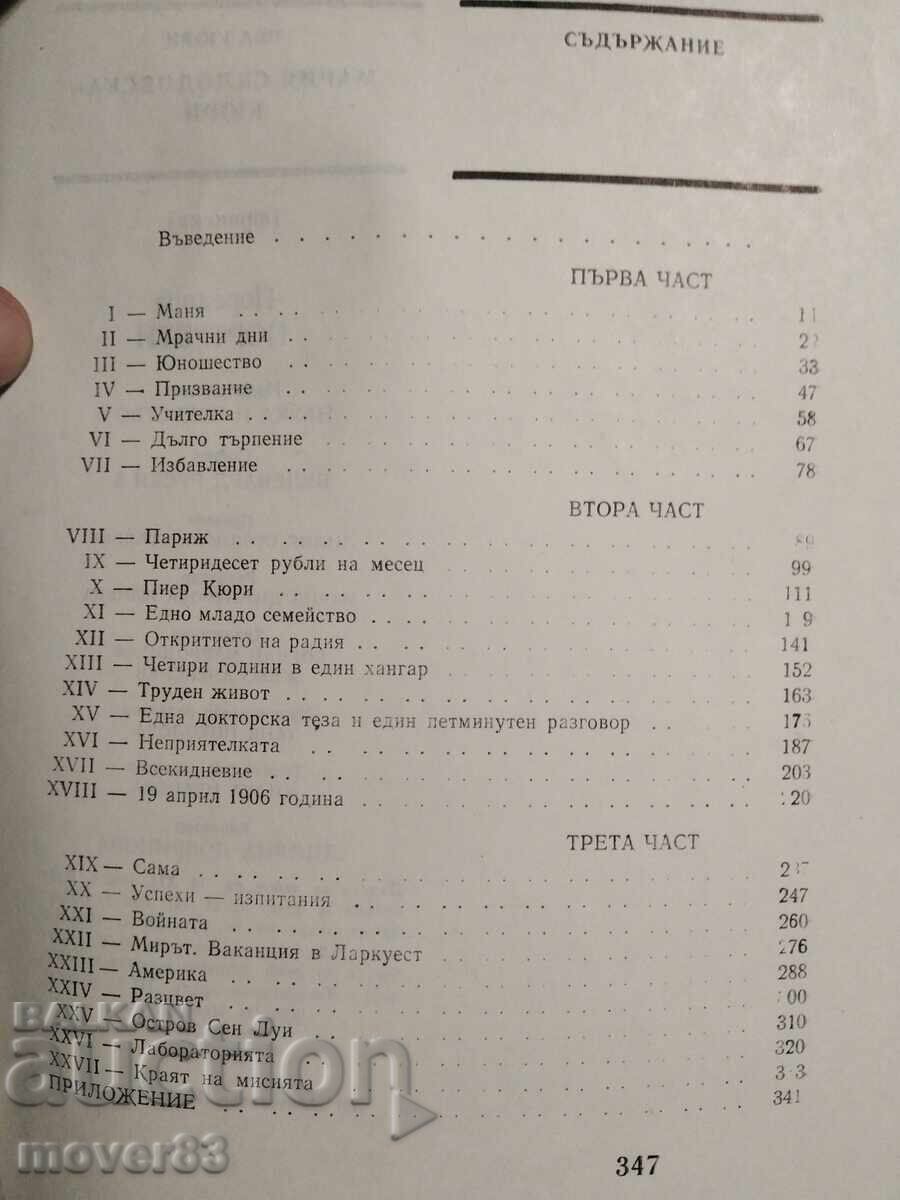 СЪДЪРЖАНИЕ
Въведение
ПЪРВА ЧАСТ
I — Маня 11
II — Мрачни дни
III — Юношество 33
IV — Призвание 47
V — Учителка 58
VI — Дълго търпение 67
VII — Избавление 78
ВТОРА ЧАСТ
VIII — Париж
IX — Четиридесет рубли на месец 99
X — Пиер Кюри 111
XI — Едно младо семейство
XII — Откритието на радия 141
XIII — Четири години в един хангар 152
XIV — Труден живот 163
XV — Една докторска теза и един петминутен разговор
XVI — Неприятелката 187
XVII — Всекидневие 203
XVIII — 19 април 1906 година
ТРЕТА ЧАСТ
XIX — Сама
XX — Успехи — изпитания 247
XXI — Войната 260
XXII — Мирът. Ваканция в Ларкуест 276
XXIII — Америка 288
XXIV — Разцвет
XXV — Остров Сен Луи 310
XXVI — Лабораторията 320
XXVII — Краят на мисията
ПРИЛОЖЕНИЕ 341
347
BALKAN
auction
mover83